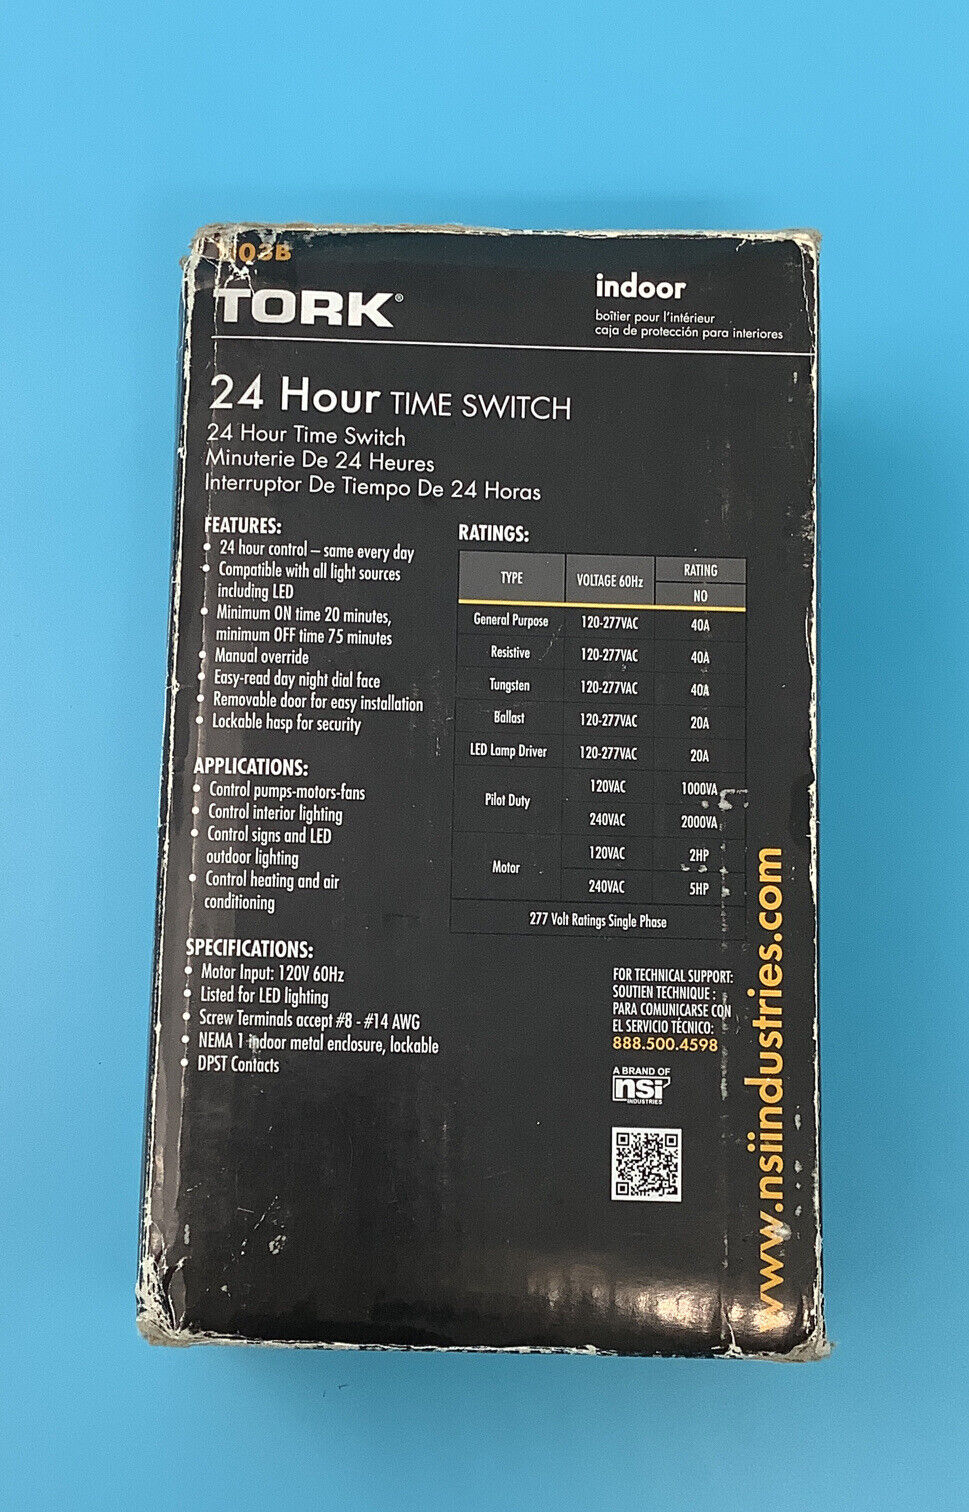 TORK®
indoor
boîtier pour l'intérieur
caja de protección para interiores
24 Hour TIME SWITCH
24 Hour Time Switch
Minuterie De 24 Heures
Interruptor De Tiempo De 24 Horas
FEATURES:
• 24 hour control – same every day
• Compatible with all light sources
including LED
• Minimum ON time 20 minutes,
minimum OFF time 75 minutes
• Manual override
• Easy-read day night dial face
• Removable door for easy installation
• Lockable hasp for security
APPLICATIONS:
• Control pumps-motors-fans
• Control interior lighting
• Control signs and LED
outdoor lighting
• Control heating and air
conditioning
SPECIFICATIONS:
• Motor Input: 120V 60Hz
• Listed for LED lighting
• Screw Terminals accept #8 - #14 AWG
• NEMA 1 indoor metal enclosure, lockable
• DPST Contacts
RATINGS:
TYPE VOLTAGE 60Hz RATING
NO
General Purpose 120-277VAC 40A
Resistive 120-277VAC 40A
Tungsten 120-277VAC 40A
Ballast 120-277VAC 20A
LED Lamp Driver 120-277VAC 20A
Pilot Duty 120VAC 1000VA
240VAC 2000VA
Motor 120VAC 2HP
240VAC 5HP
277 Volt Ratings Single Phase
FOR TECHNICAL SUPPORT:
SOUTIEN TECHNIQUE :
PARA COMUNICARSE CON
EL SERVICIO TÉCNICO:
888.500.4598
A BRAND OF
nsi
INDUSTRIES
www.nsiindustries.com